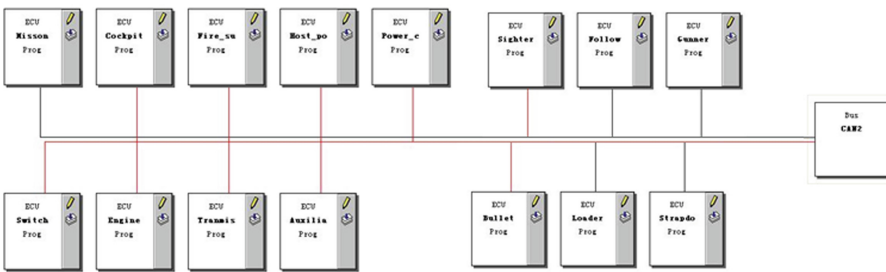 ECU
Misson
Prog
ECU
Cockpit
Prog
ECU
Fire_su
Prog
ECU
Host_po
Prog
ECU
Power_c
Prog
ECU
Sighter
Prog
ECU
Follow
Prog
ECU
Gunner
Prog
Bus
CAN2
ECU
Switch
Prog
ECU
Engine
Prog
ECU
Tranmis
Prog
ECU
Auxilia
Prog
ECU
Bullet
Prog
ECU
Loader
Prog
ECU
Strapdo
Prog